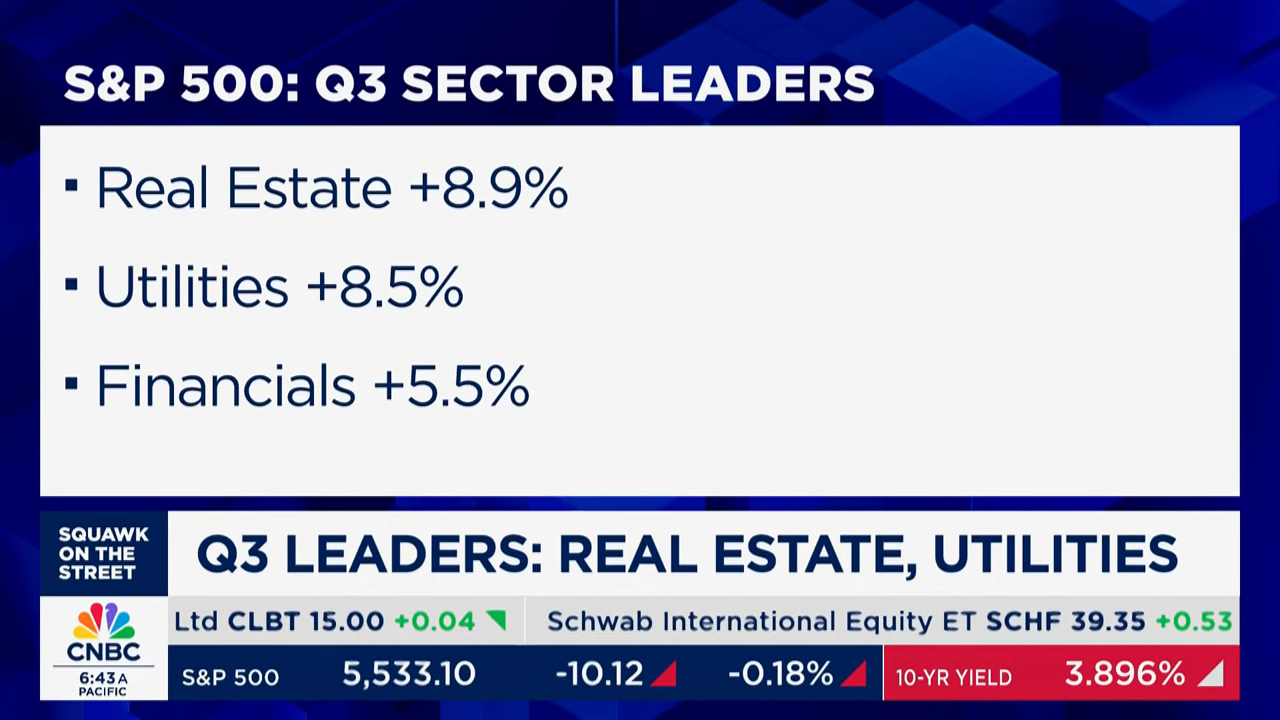 S&P 500: Q3 SECTOR LEADERS
▪ Real Estate +8.9%
▪ Utilities +8.5%
▪ Financials +5.5%
SQUAWK
ON THE
STREET
Q3 LEADERS: REAL ESTATE, UTILITIES
Ltd CLBT 15.00 +0.04 Schwab International Equity ET SCHF 39.35 +0.53
CNBC
6:43A
PACIFIC
S&P 500 5,533.10 -10.12 -0.18% 10-YR YIELD 3.896%